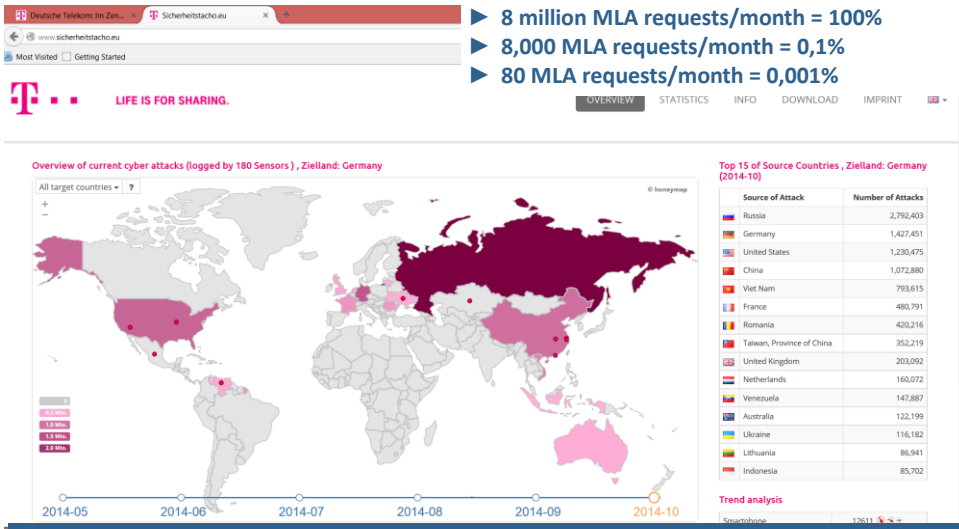 Deutsche Telekom: Im Zen...
Sicherheitstacho.eu
www.sicherheitstacho.eu
Most Visited
Getting Started
► 8 million MLA requests/month = 100%
► 8,000 MLA requests/month = 0,1%
► 80 MLA requests/month = 0,001%
T
LIFE IS FOR SHARING.
OVERVIEW STATISTICS INFO DOWNLOAD IMPRINT
Overview of current cyber attacks (logged by 180 Sensors ) , Zielland: Germany
All target countries ?
+
−
© honeymap
0
0.2 Mio.
1.0 Mio.
1.5 Mio.
2.0 Mio.
2014-05 2014-06 2014-07 2014-08 2014-09 2014-10
Top 15 of Source Countries , Zielland: Germany
(2014-10)
Source of Attack Number of Attacks
Russia 2,792,403
Germany 1,427,451
United States 1,230,475
China 1,072,880
Viet Nam 793,615
France 480,791
Romania 420,216
Taiwan, Province of China 352,219
United Kingdom 203,092
Netherlands 160,072
Venezuela 147,887
Australia 122,199
Ukraine 116,182
Lithuania 86,941
Indonesia 85,702
Trend analysis
Smartphone 12611